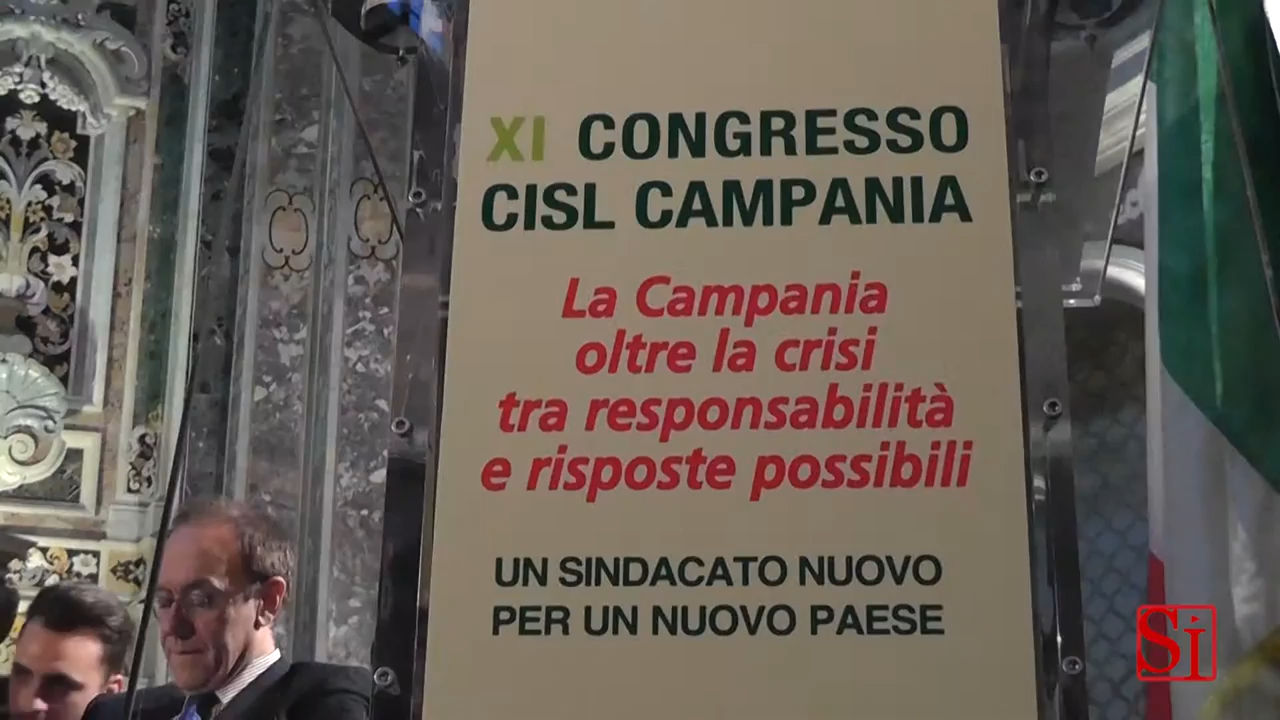 XI CONGRESSO
CISL CAMPANIA
La Campania
oltre la crisi
tra responsabilità
e risposte possibili
UN SINDACATO NUOVO
PER UN NUOVO PAESE
Si